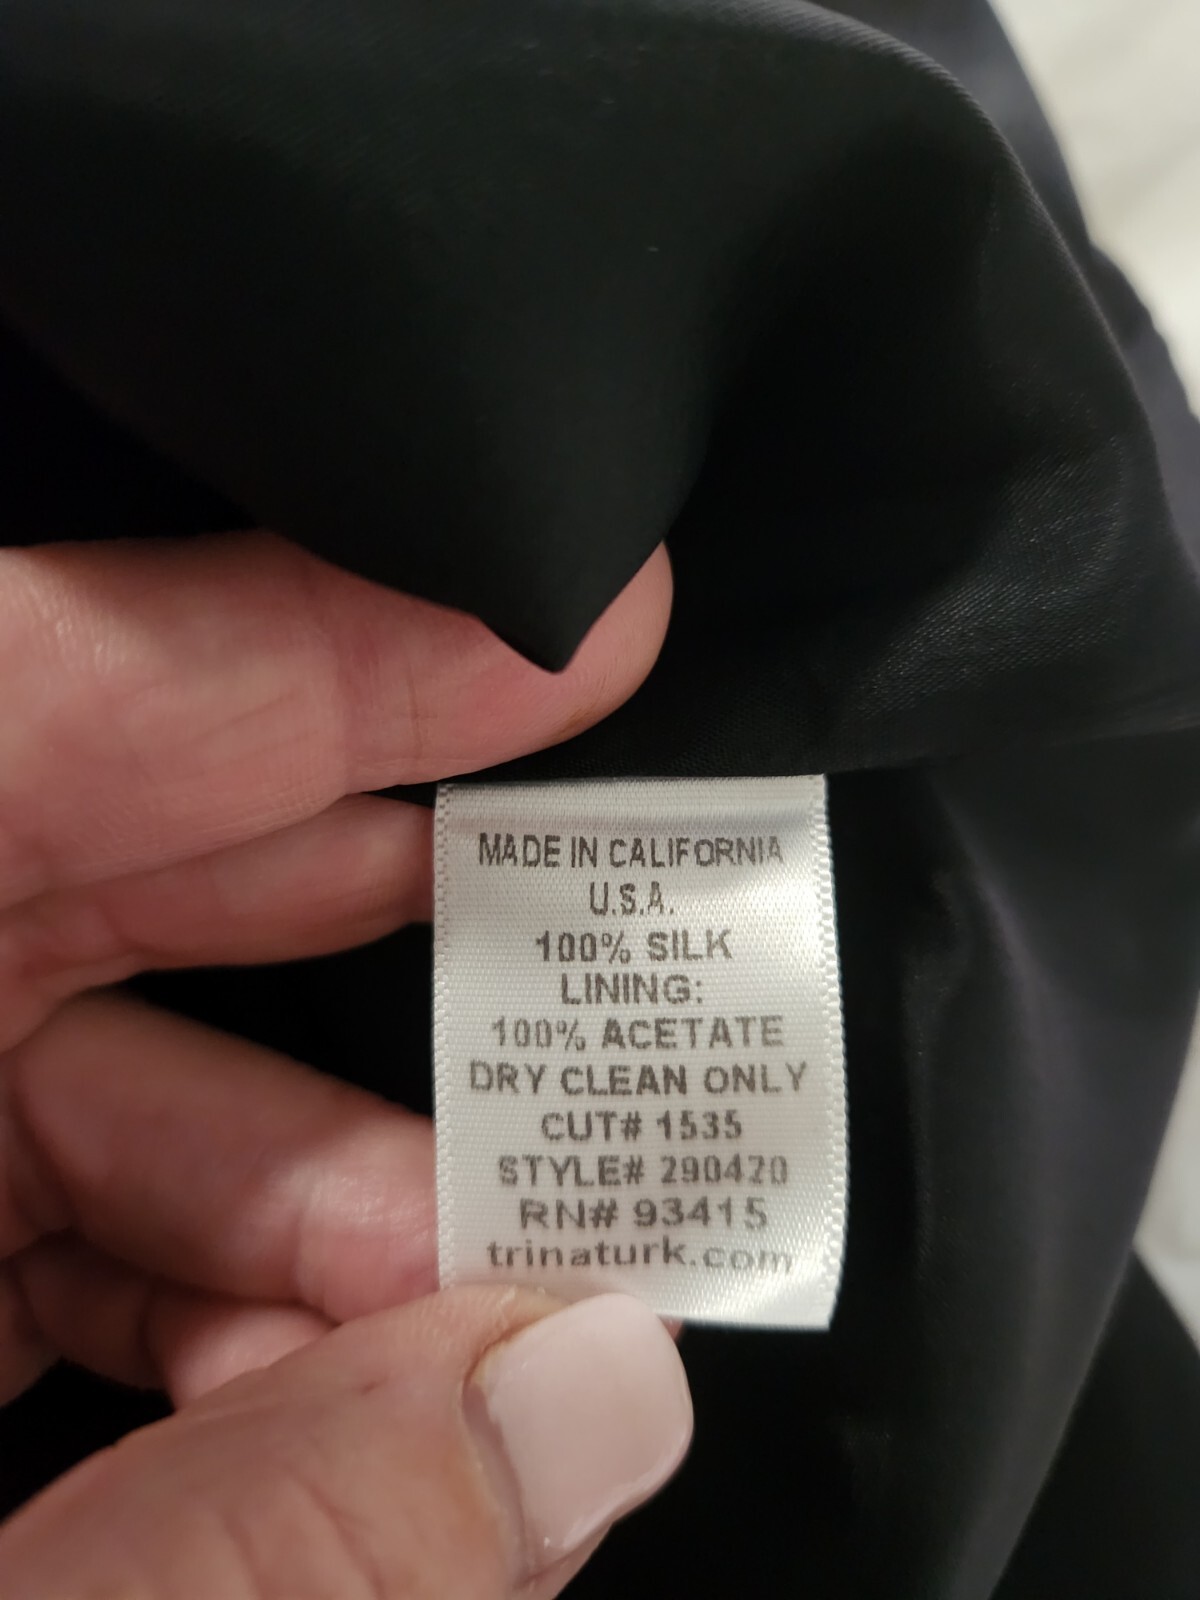 MADE IN CALIFORNIA
U.S.A.
100% SILK
LINING:
100% ACETATE
DRY CLEAN ONLY
CUT# 1535
STYLE# 290420
RN# 93415
trinaturk.com